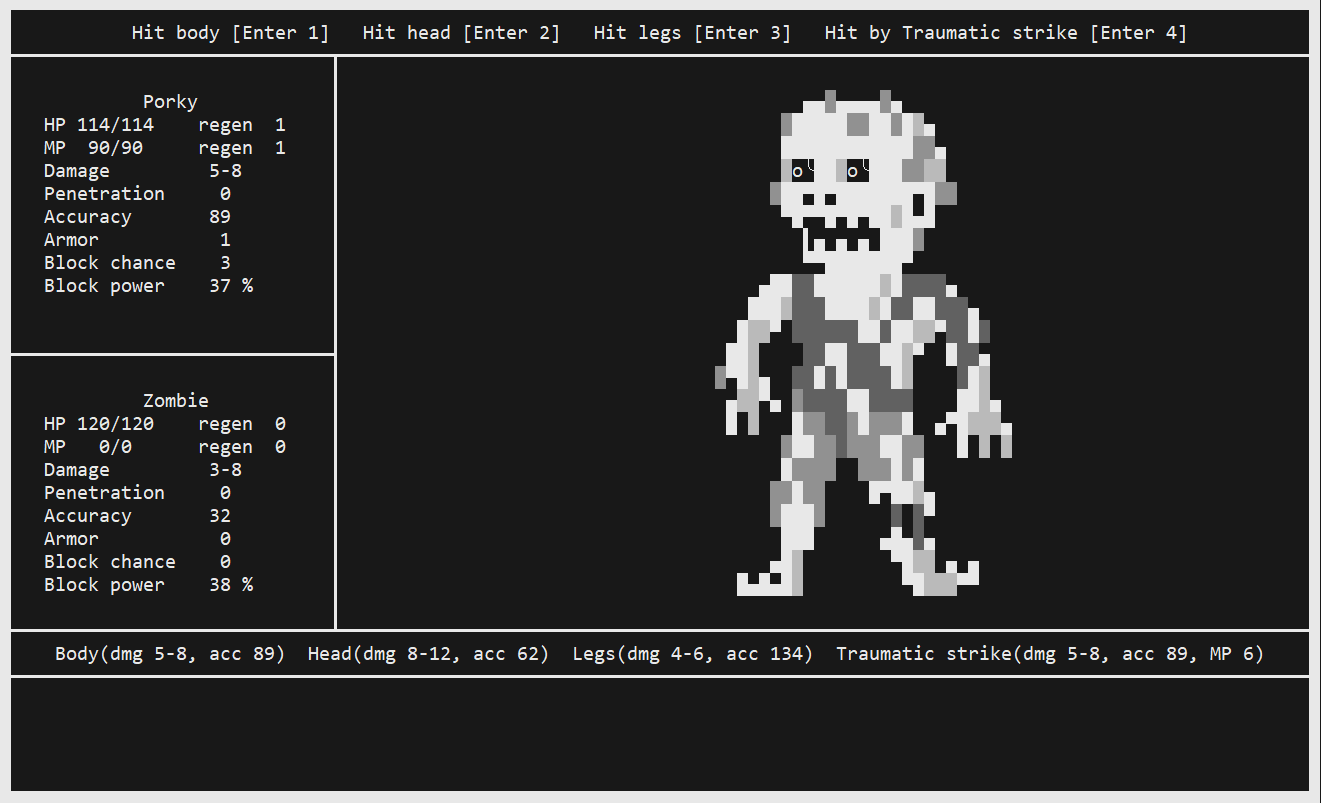 Hit body [Enter 1]   Hit head [Enter 2]   Hit legs [Enter 3]   Hit by Traumatic strike [Enter 4]
Porky
HP 114/114    regen  1
MP  90/90     regen  1
Damage         5-8
Penetration     0
Accuracy       89
Armor           1
Block chance    3
Block power    37 %
Zombie
HP 120/120    regen  0
MP   0/0      regen  0
Damage         3-8
Penetration     0
Accuracy       32
Armor           0
Block chance    0
Block power    38 %
Body(dmg 5-8, acc 89)  Head(dmg 8-12, acc 62)  Legs(dmg 4-6, acc 134)  Traumatic strike(dmg 5-8, acc 89, MP 6)